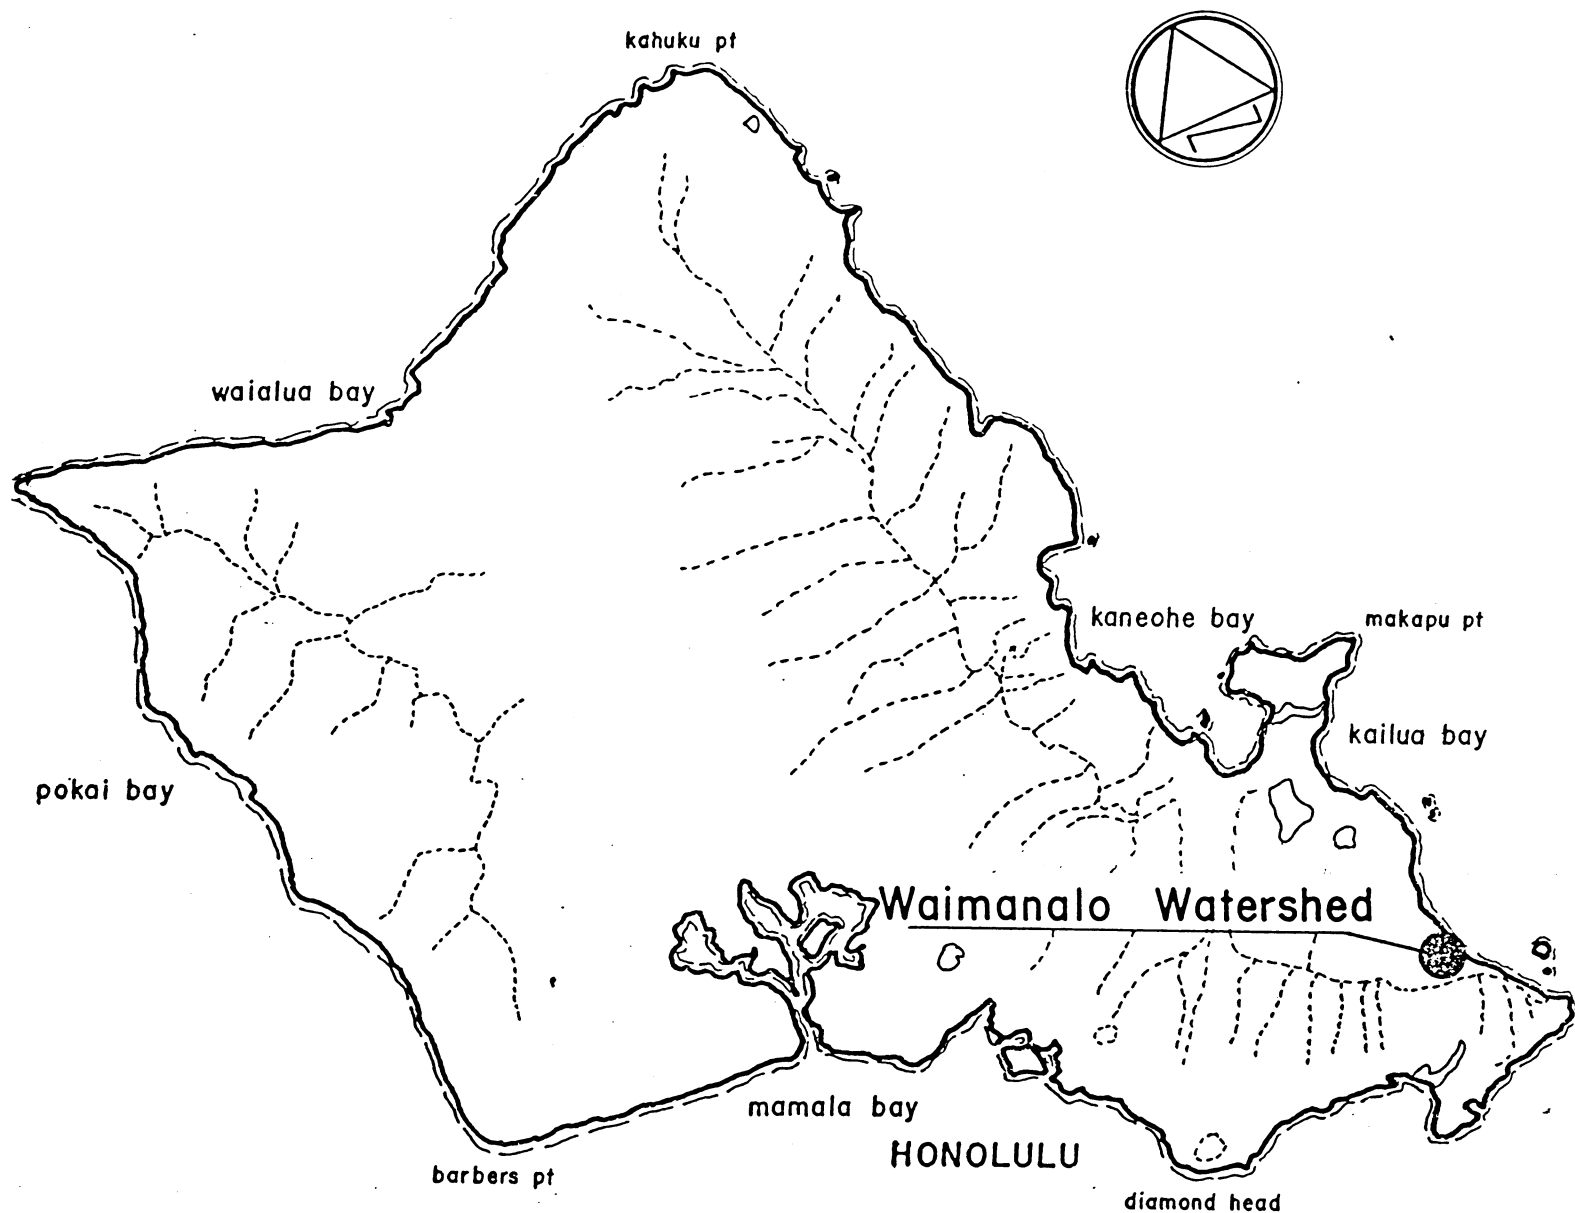 kahuku pt
N
waialua bay
kaneohe bay
makapu pt
kailua bay
pokai bay
Waimanalo Watershed
mamala bay
HONOLULU
barbers pt
diamond head